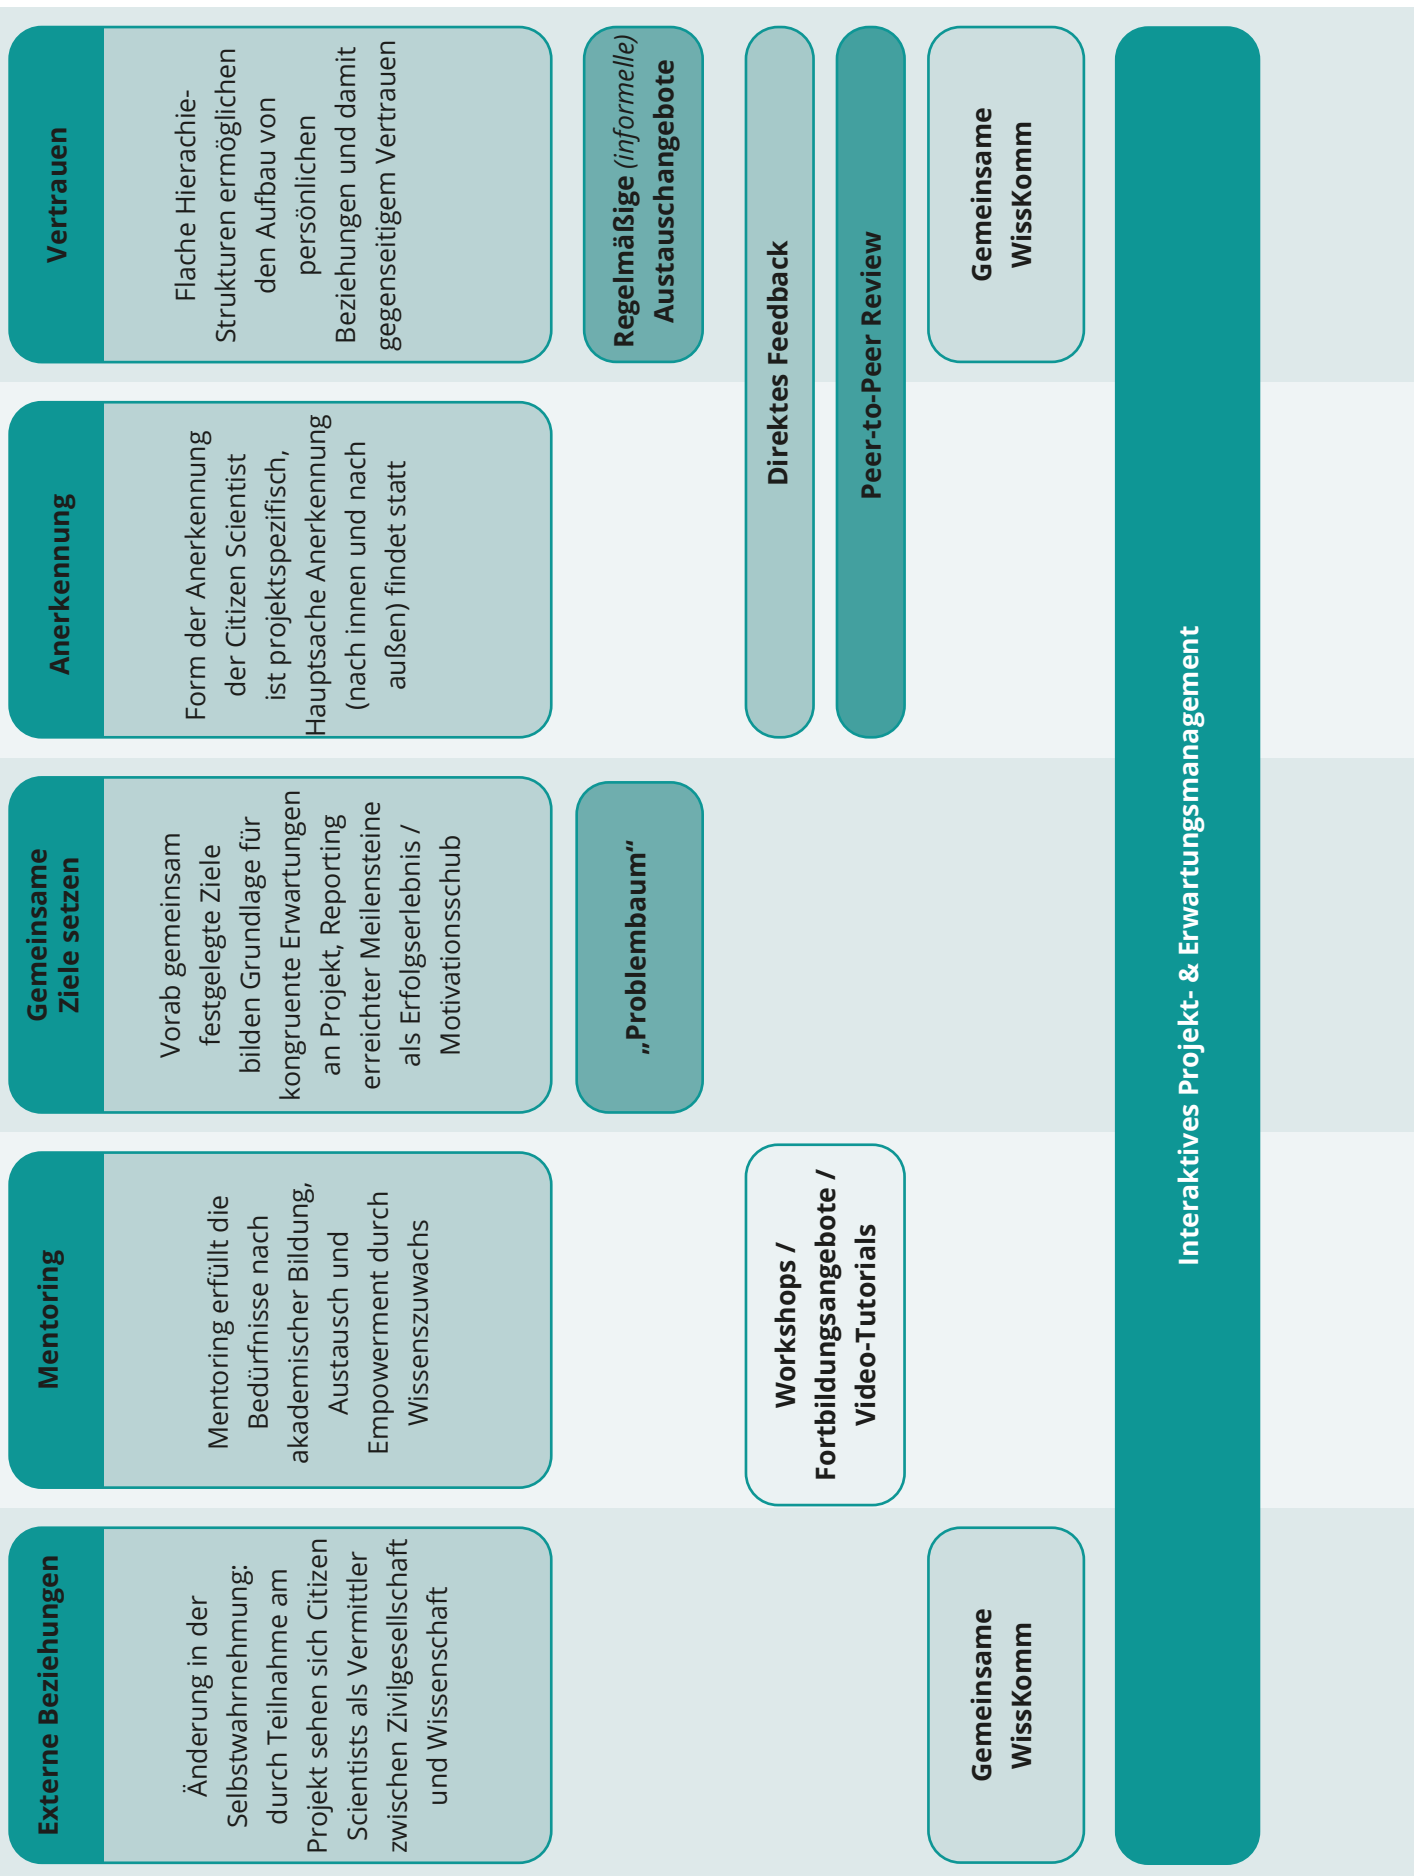 Externe Beziehungen
Änderung in der
Selbstwahrnehmung:
durch Teilnahme am
Projekt sehen sich Citizen
Scientists als Vermittler
zwischen Zivilgesellschaft
und Wissenschaft
Mentoring
Mentoring erfüllt die
Bedürfnisse nach
akademischer Bildung,
Austausch und
Empowerment durch
Wissenszuwachs
Gemeinsame
Ziele setzen
Vorab gemeinsam
festgelegte Ziele
bilden Grundlage für
kongruente Erwartungen
an Projekt, Reporting
erreichter Meilensteine
als Erfolgserlebnis /
Motivationsschub
Anerkennung
Form der Anerkennung
der Citizen Scientist
ist projektspezifisch,
Hauptsache Anerkennung
(nach innen und nach
außen) findet statt
Vertrauen
Flache Hierachie-
Strukturen ermöglichen
den Aufbau von
persönlichen
Beziehungen und damit
gegenseitigem Vertrauen
„Problembaum“
Regelmäßige (informelle)
Austauschangebote
Workshops /
Fortbildungsangebote /
Video-Tutorials
Direktes Feedback
Peer-to-Peer Review
Gemeinsame
WissKomm
Gemeinsame
WissKomm
Interaktives Projekt- & Erwartungsmanagement